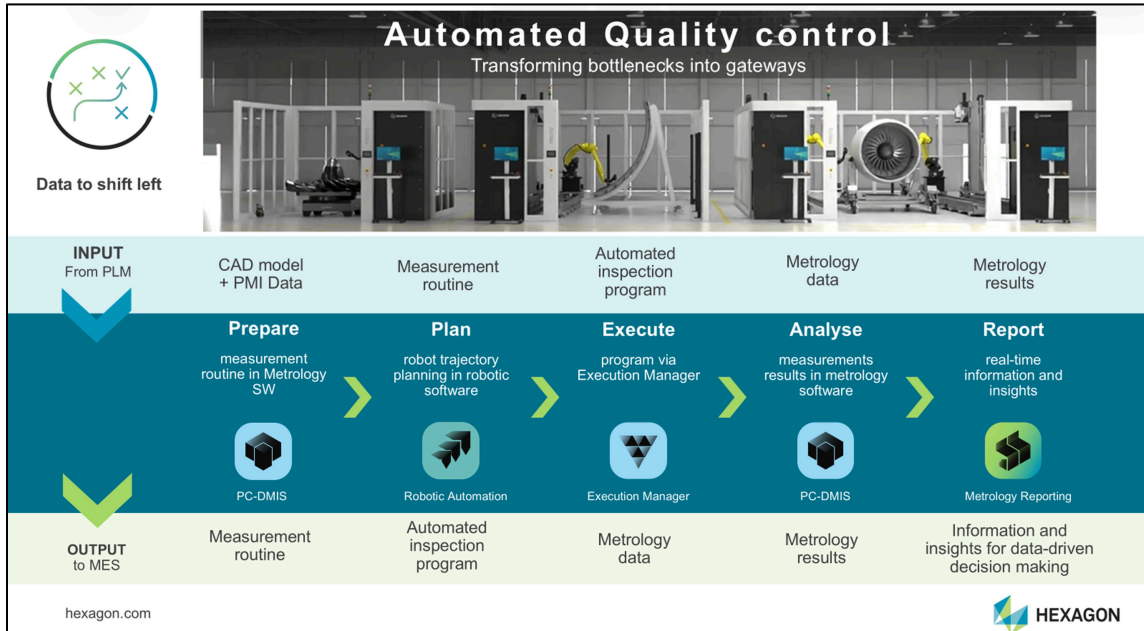 Automated Quality control
Transforming bottlenecks into gateways
Data to shift left
INPUT
From PLM
CAD model
+ PMI Data
Measurement
routine
Automated
inspection
program
Metrology
data
Metrology
results
Prepare
measurement
routine in Metrology
SW
PC-DMIS
Plan
robot trajectory
planning in robotic
software
Robotic Automation
Execute
program via
Execution Manager
Execution Manager
Analyse
measurements
results in metrology
software
PC-DMIS
Report
real-time
information and
insights
Metrology Reporting
OUTPUT
to MES
Measurement
routine
Automated
inspection
program
Metrology
data
Metrology
results
Information and
insights for data-driven
decision making
hexagon.com
HEXAGON